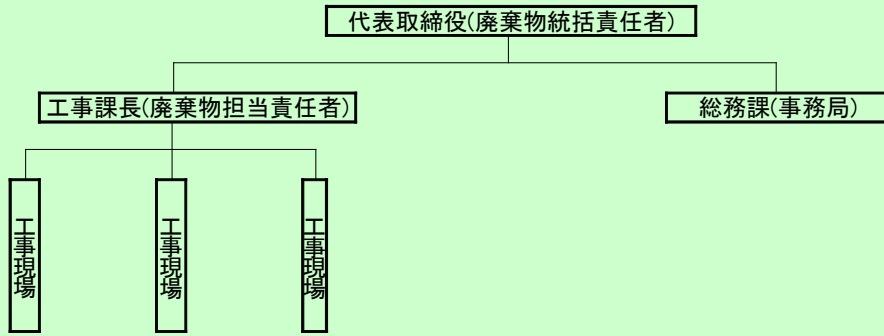 代表取締役(廃棄物統括責任者)
工事課長(廃棄物担当責任者)
総務課(事務局)
工事現場
工事現場
工事現場